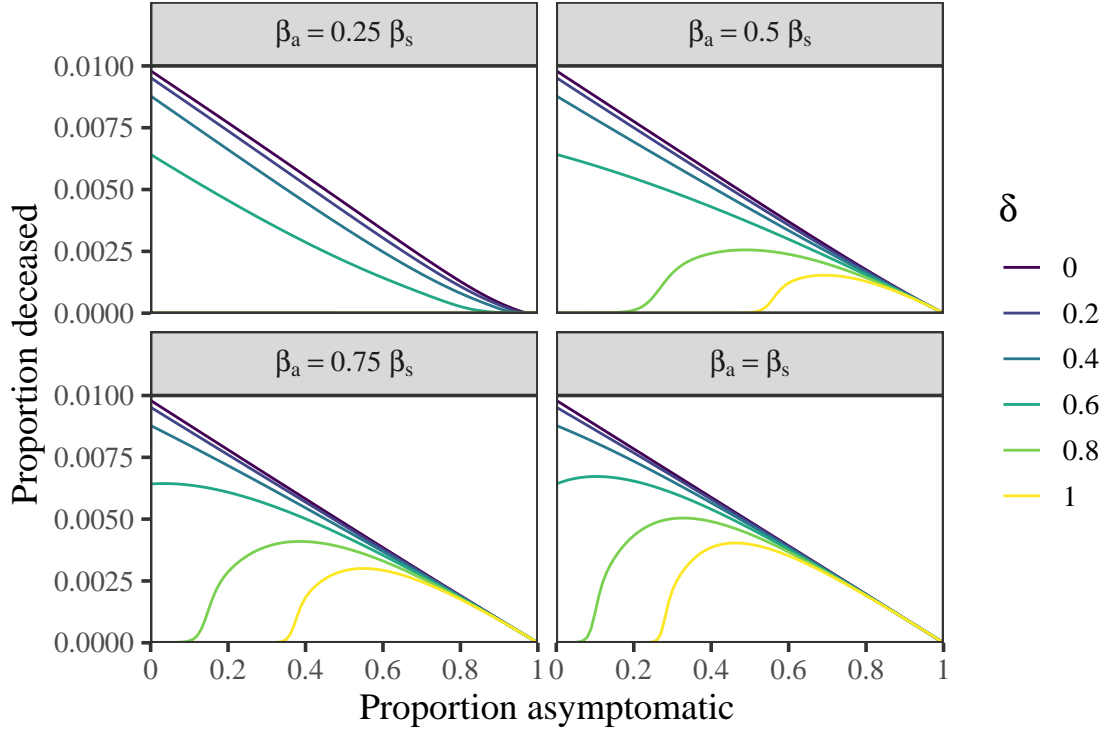 βa = 0.25 βs
βa = 0.5 βs
0.0100
0.0075
0.0050
0.0025
0.0000
βa = 0.75 βs
βa = βs
0.0100
0.0075
0.0050
0.0025
0.0000
0 0.2 0.4 0.6 0.8 1
0 0.2 0.4 0.6 0.8 1
Proportion asymptomatic
Proportion deceased
δ
0
0.2
0.4
0.6
0.8
1